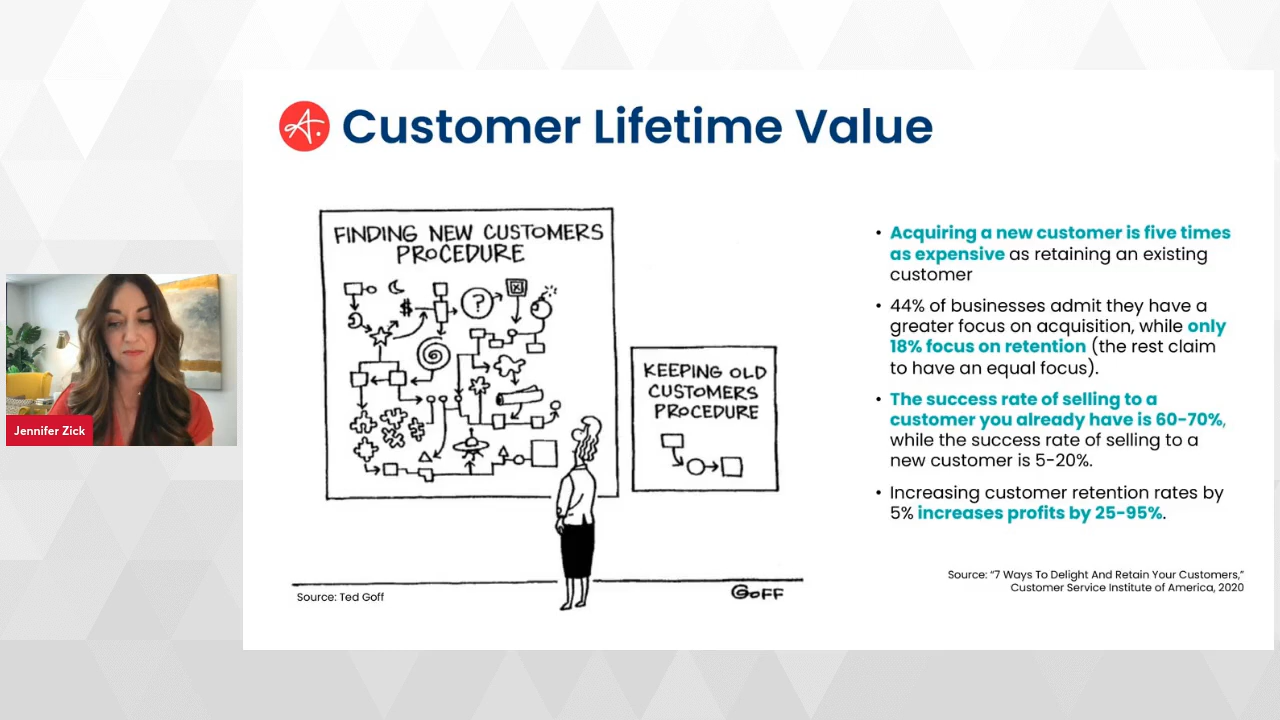 Customer Lifetime Value
FINDING NEW CUSTOMERS
PROCEDURE
$
?
KEEPING OLD
CUSTOMERS
PROCEDURE
GOFF
Source: Ted Goff
• Acquiring a new customer is five times
as expensive as retaining an existing
customer
• 44% of businesses admit they have a
greater focus on acquisition, while only
18% focus on retention (the rest claim
to have an equal focus).
• The success rate of selling to a
customer you already have is 60-70%,
while the success rate of selling to a
new customer is 5-20%.
• Increasing customer retention rates by
5% increases profits by 25-95%.
Source: “7 Ways To Delight And Retain Your Customers,”
Customer Service Institute of America, 2020
Jennifer Zick